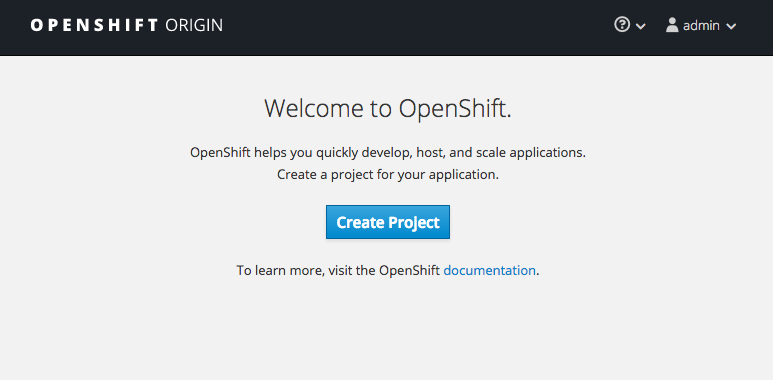 OPENSHIFT ORIGIN
admin
Welcome to OpenShift.
OpenShift helps you quickly develop, host, and scale applications.
Create a project for your application.
Create Project
To learn more, visit the OpenShift documentation.